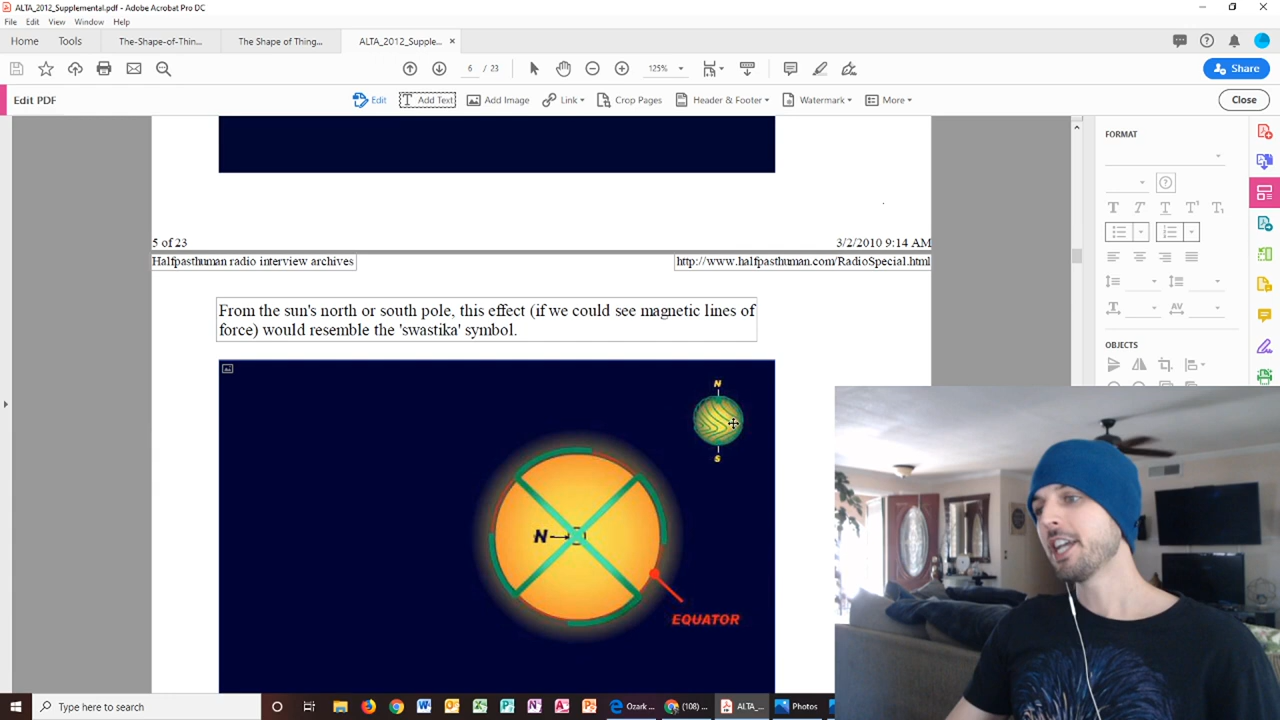 ALTA_2012_Supplemental.pdf - Adobe Acrobat Pro DC
File Edit View Window Help
Home Tools The-Shape-of-Thin... The Shape of Thing... ALTA_2012_Supple...
6 / 23 125% Share
Edit PDF Edit Add Text Add Image Link Crop Pages Header & Footer Watermark More Close
FORMAT
5 of 23 3/2/2010 9:14 AM
Halfpasthuman radio interview archives http://www.halfpasthuman.com/RadioSpecial.html
From the sun's north or south pole, this effect (if we could see magnetic lines of
force) would resemble the 'swastika' symbol.
OBJECTS
N
S
N
EQUATOR
Type here to search Ozark ... (108) ... ALTA_... Photos